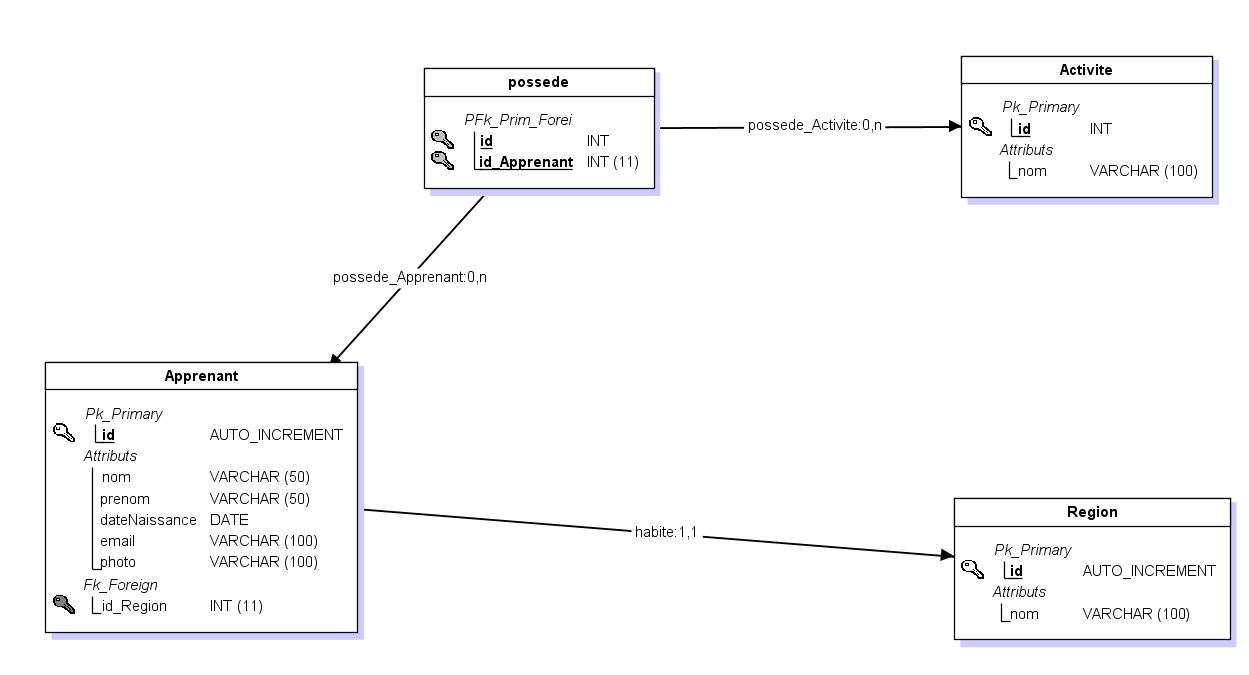 possede
PFk_Prim_Forei
id INT
id_Apprenant INT (11)
possede_Activite:0,n
Activite
Pk_Primary
id INT
Attributs
nom VARCHAR (100)
possede_Apprenant:0,n
Apprenant
Pk_Primary
id AUTO_INCREMENT
Attributs
nom VARCHAR (50)
prenom VARCHAR (50)
dateNaissance DATE
email VARCHAR (100)
photo VARCHAR (100)
Fk_Foreign
id_Region INT (11)
habite:1,1
Region
Pk_Primary
id AUTO_INCREMENT
Attributs
nom VARCHAR (100)